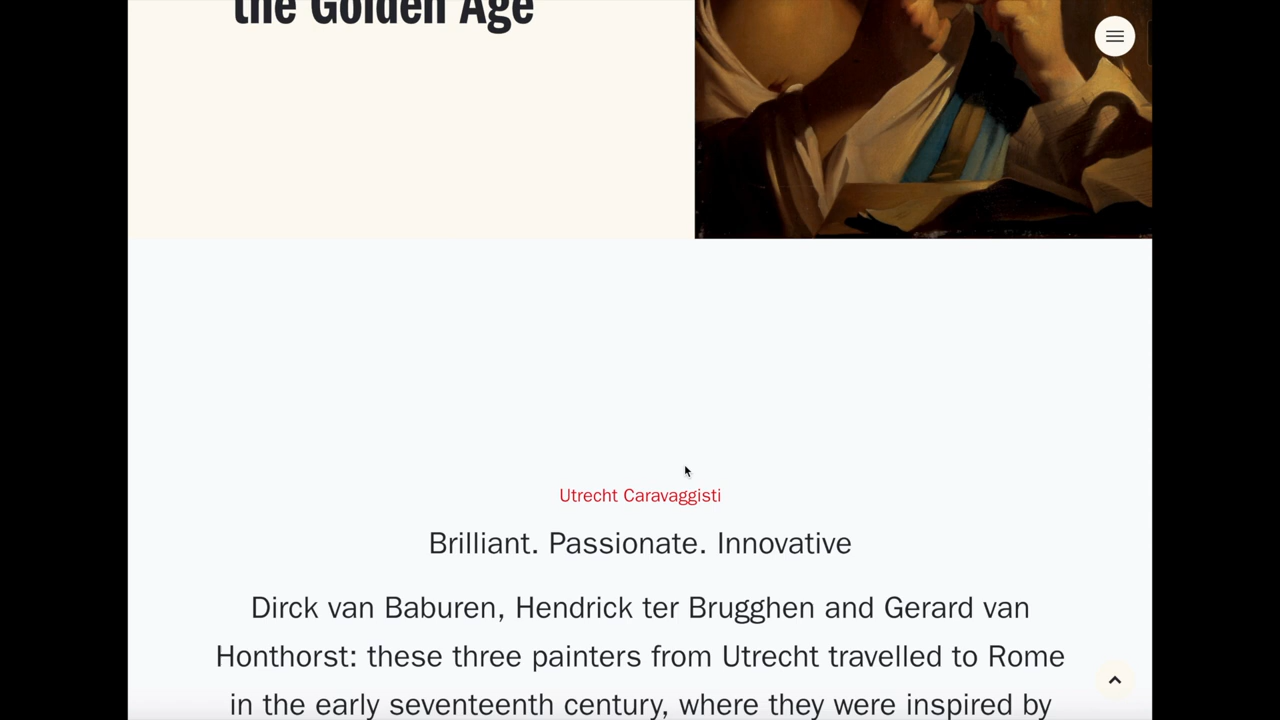 the Golden Age
Utrecht Caravaggisti
Brilliant. Passionate. Innovative
Dirck van Baburen, Hendrick ter Brugghen and Gerard van
Honthorst: these three painters from Utrecht travelled to Rome
in the early seventeenth century, where they were inspired by